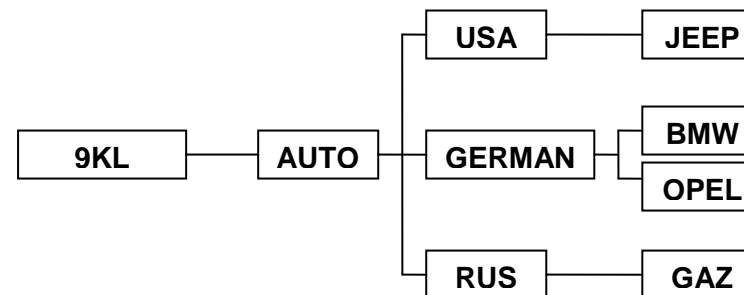 USA
JEEP
9KL
AUTO
GERMAN
BMW
OPEL
RUS
GAZ